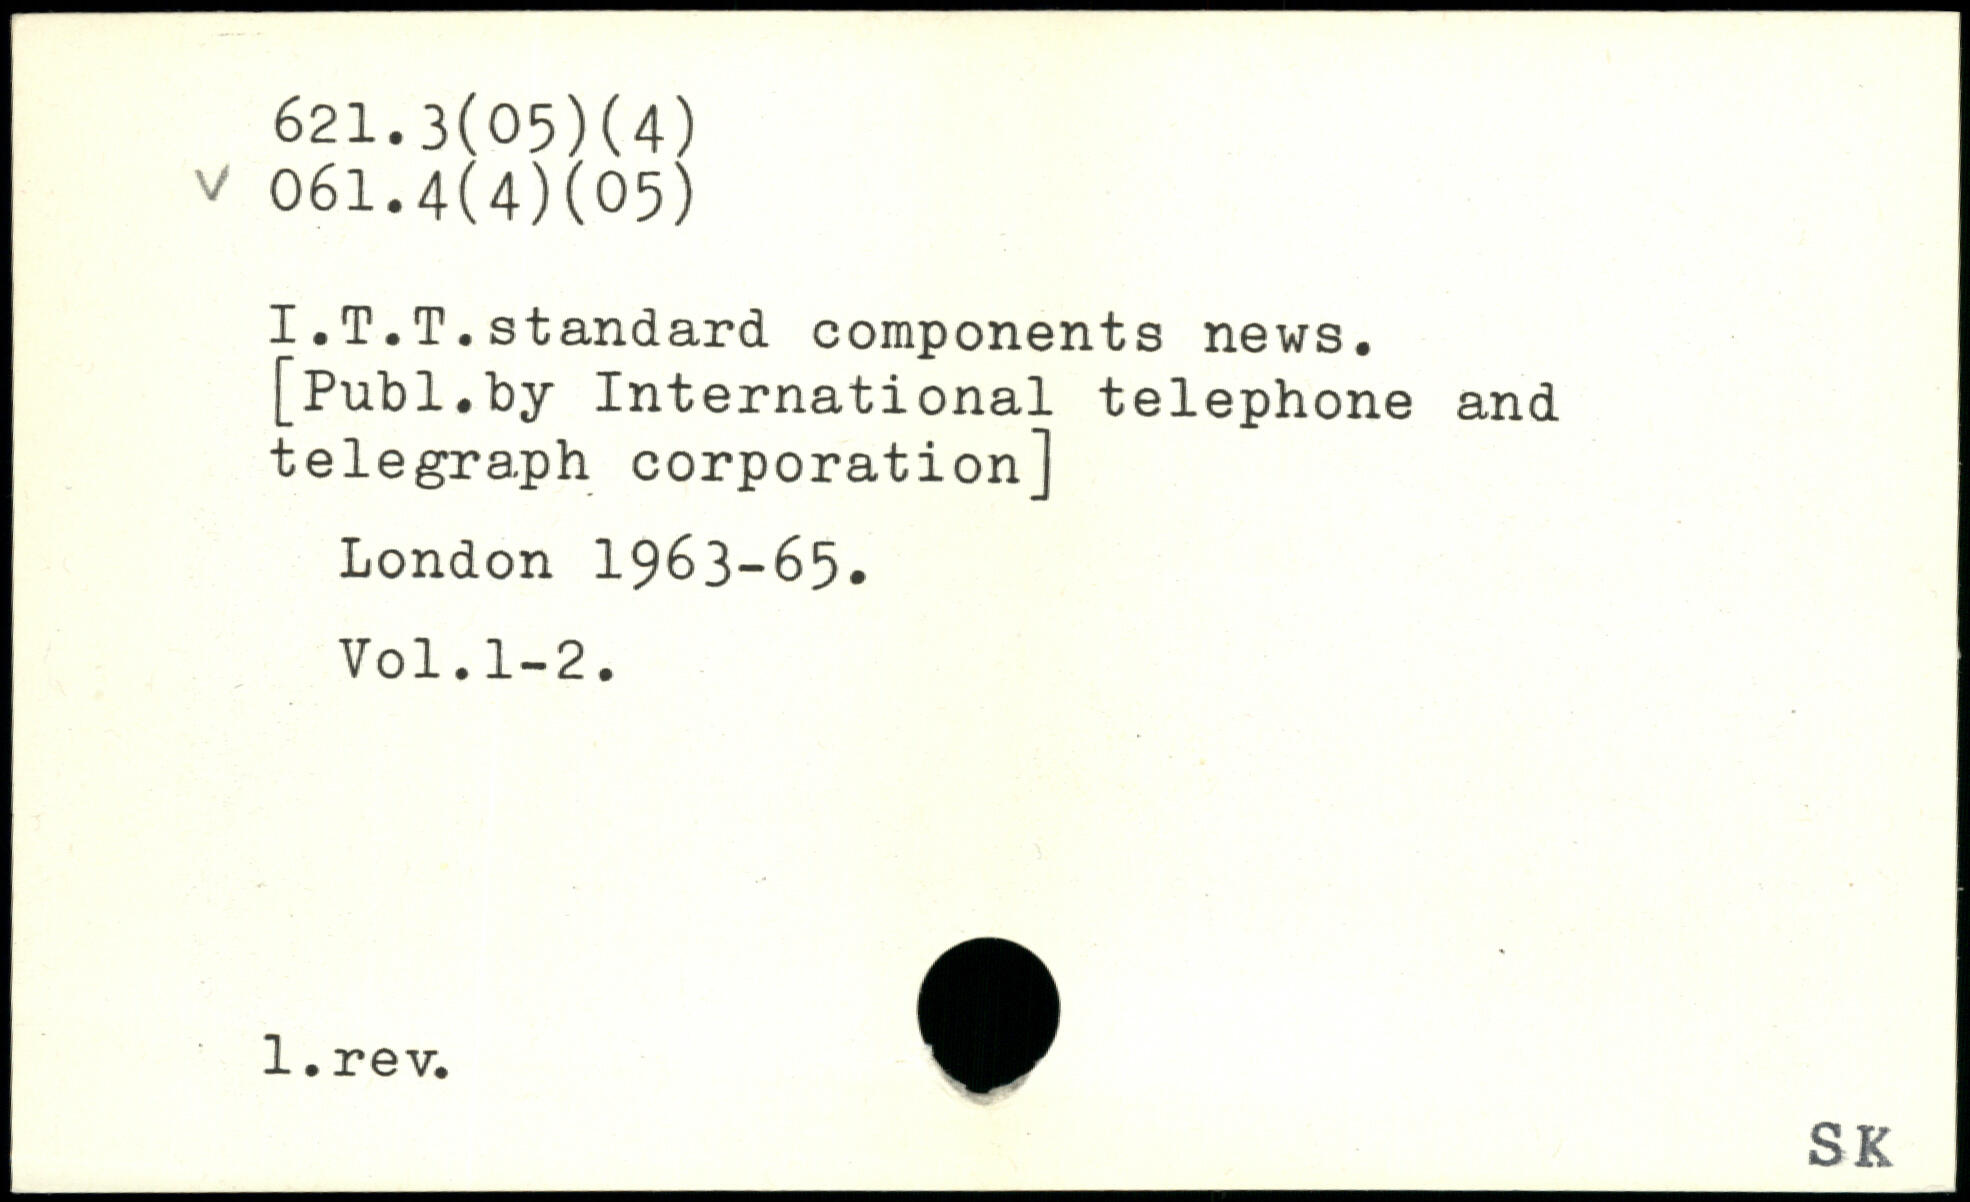 621.3(05)(4)
v 061.4(4)(05)
I.T.T.standard components news.
[Publ.by International telephone and
telegraph corporation]
London 1963-65.
Vol.1-2.
1.rev.
SK